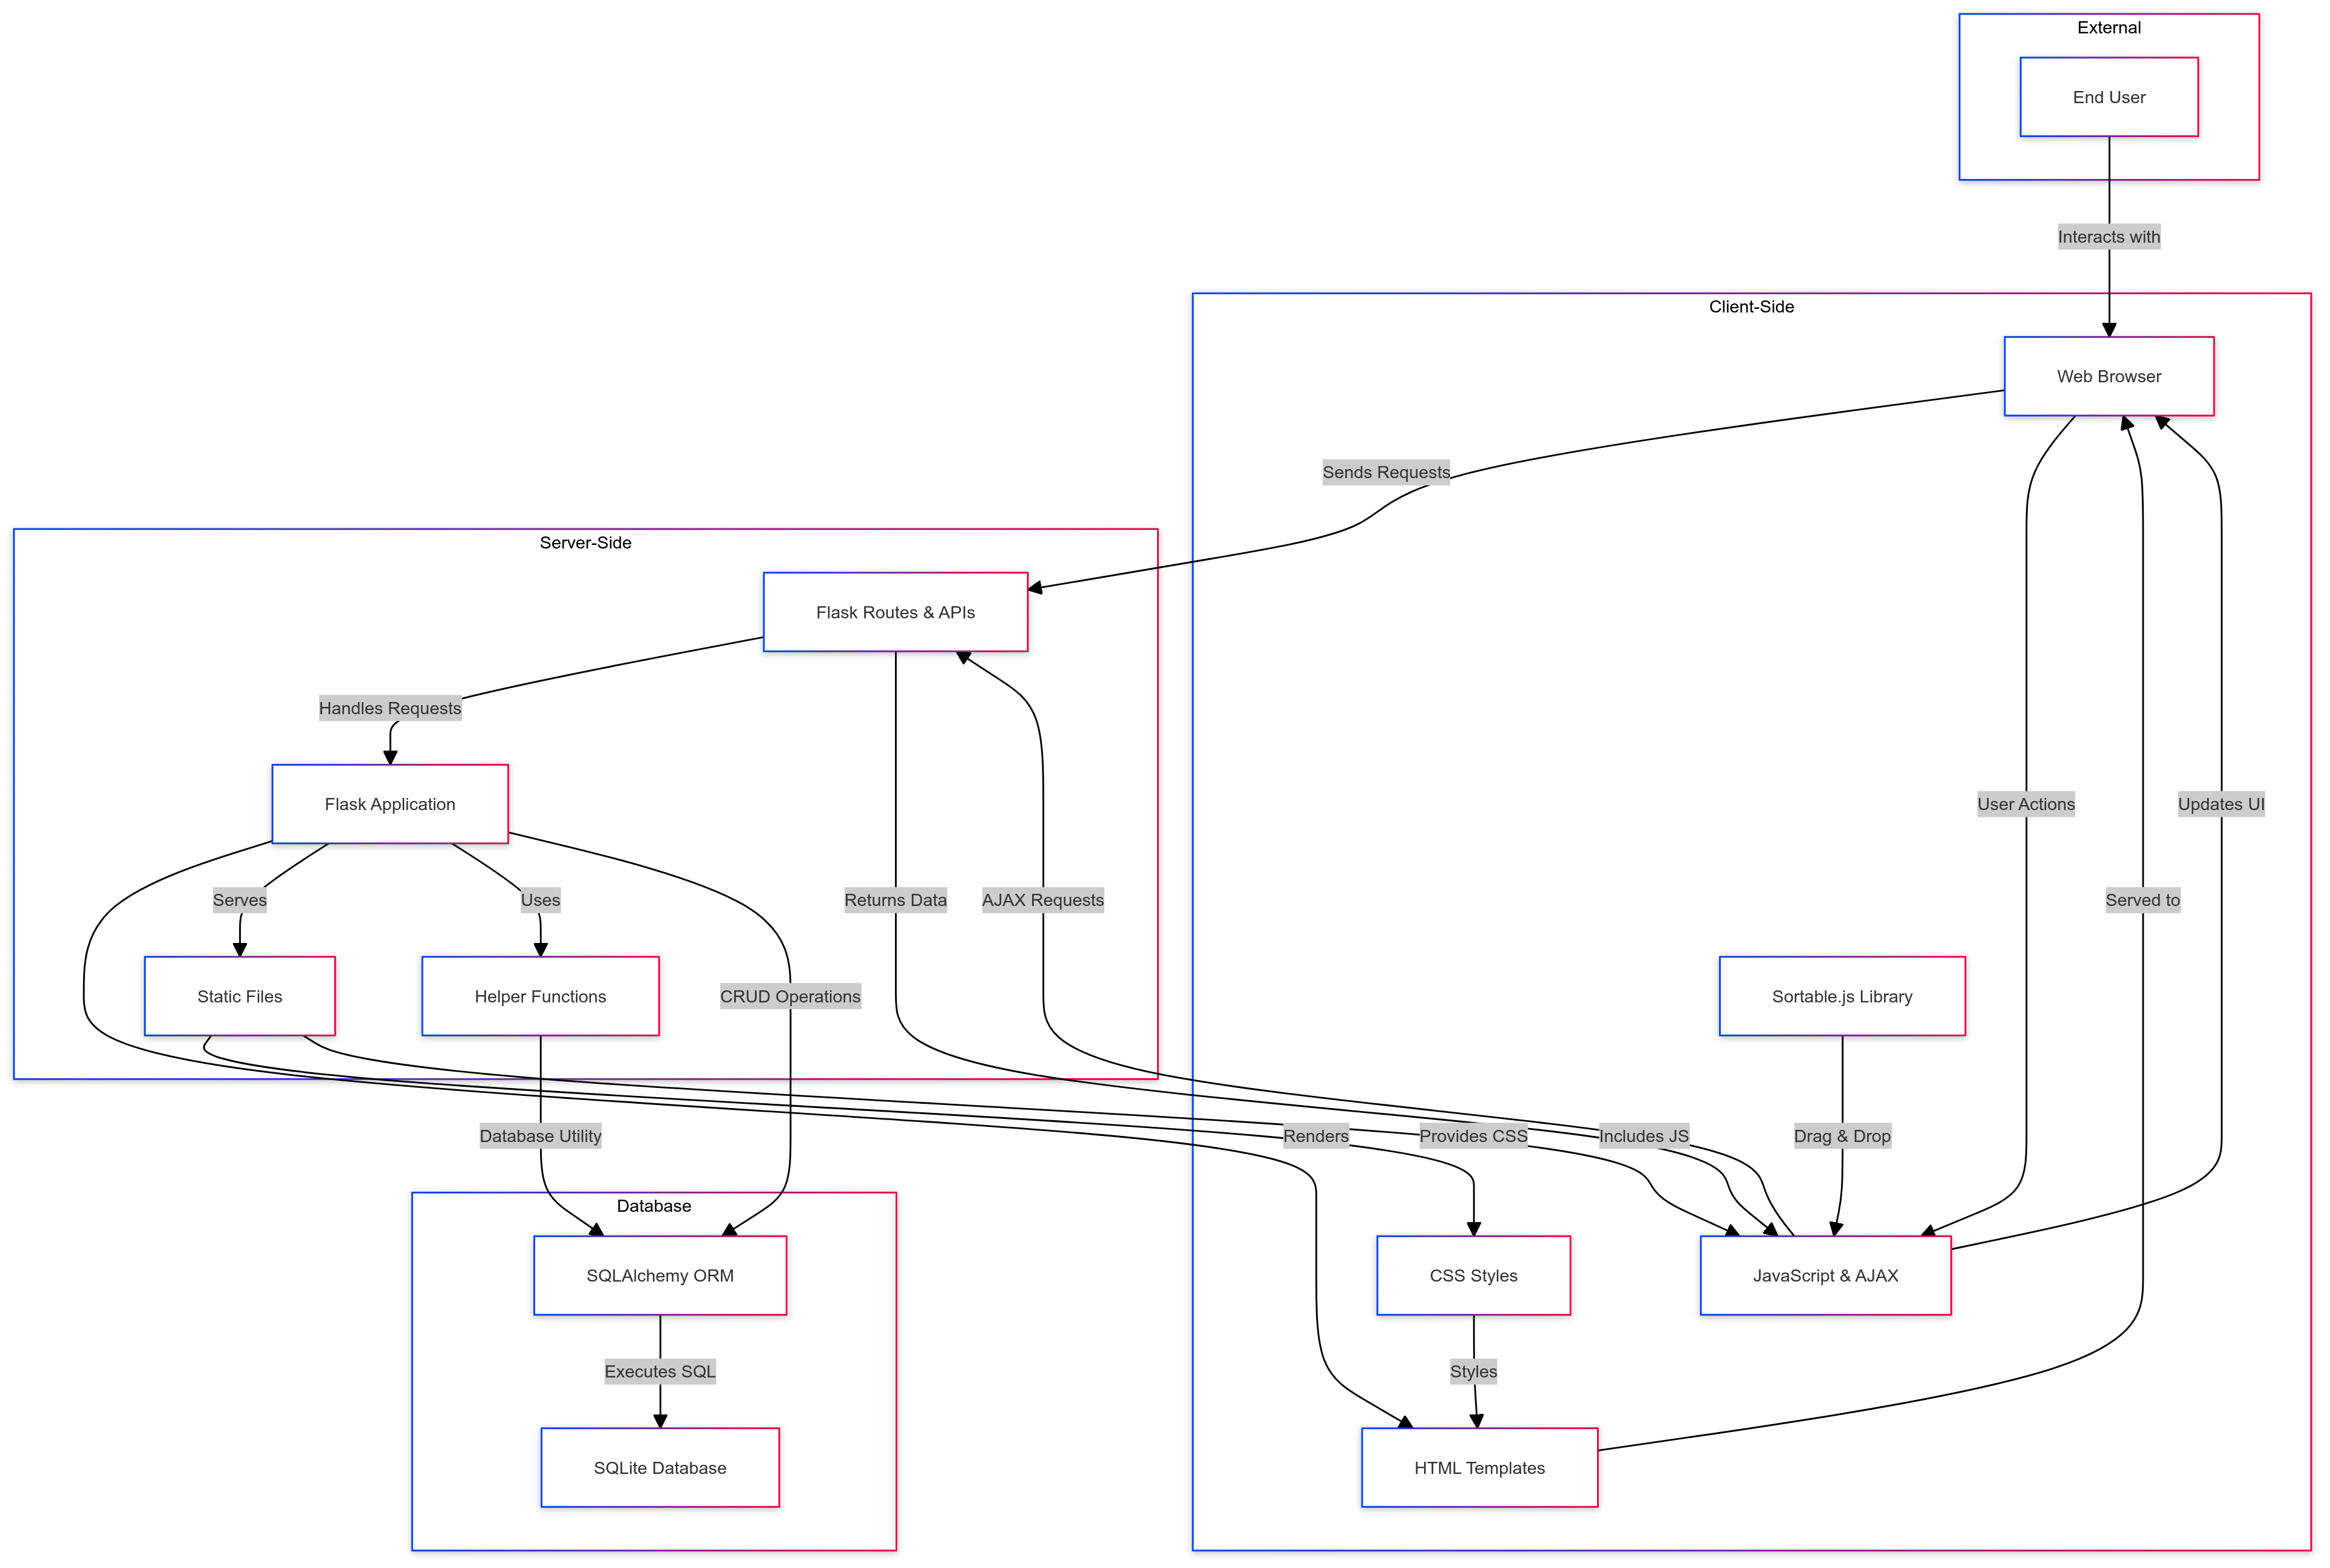 External
End User
Interacts with
Client-Side
Web Browser
Sends Requests
Server-Side
Flask Routes & APIs
Handles Requests
Flask Application
User Actions
Updates UI
Serves
Uses
Returns Data
AJAX Requests
Served to
Static Files
Helper Functions
CRUD Operations
Sortable.js Library
Database Utility
Renders
Provides CSS
Includes JS
Drag & Drop
Database
SQLAlchemy ORM
CSS Styles
JavaScript & AJAX
Executes SQL
Styles
SQLite Database
HTML Templates